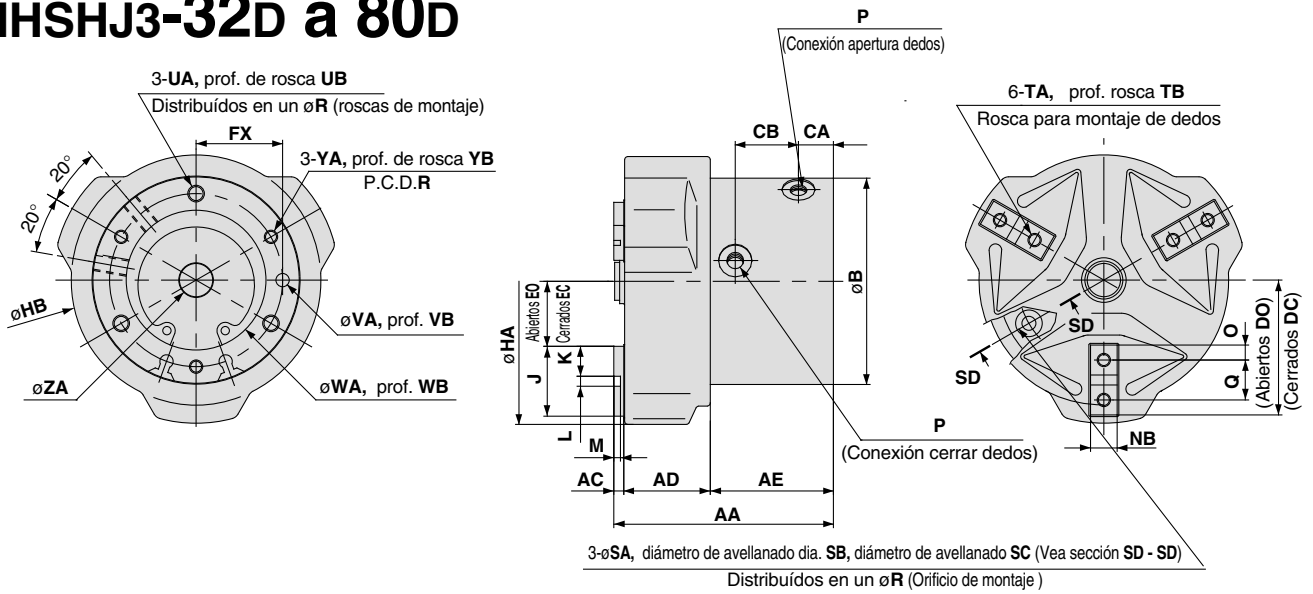 MHSHJ3-32D a 80D
P
(Conexión apertura dedos)
3-UA, prof. de rosca UB
Distribuídos en un øR (roscas de montaje)
FX
3-YA, prof. de rosca YB
P.C.D.R
20°
20°
øHB
øVA, prof. VB
øZA
øWA, prof. WB
CB
CA
øB
øHA
Abiertos EO
Cerrados EC
K
J
L
M
AC
AD
AE
AA
P
(Conexión cerrar dedos)
6-TA, prof. rosca TB
Rosca para montaje de dedos
SD
SD
O
Q
(Abiertos DO)
(Cerrados DC)
NB
3-øSA, diámetro de avellanado dia. SB, diámetro de avellanado SC (Vea sección SD - SD)
Distribuídos en un øR (Orificio de montaje )